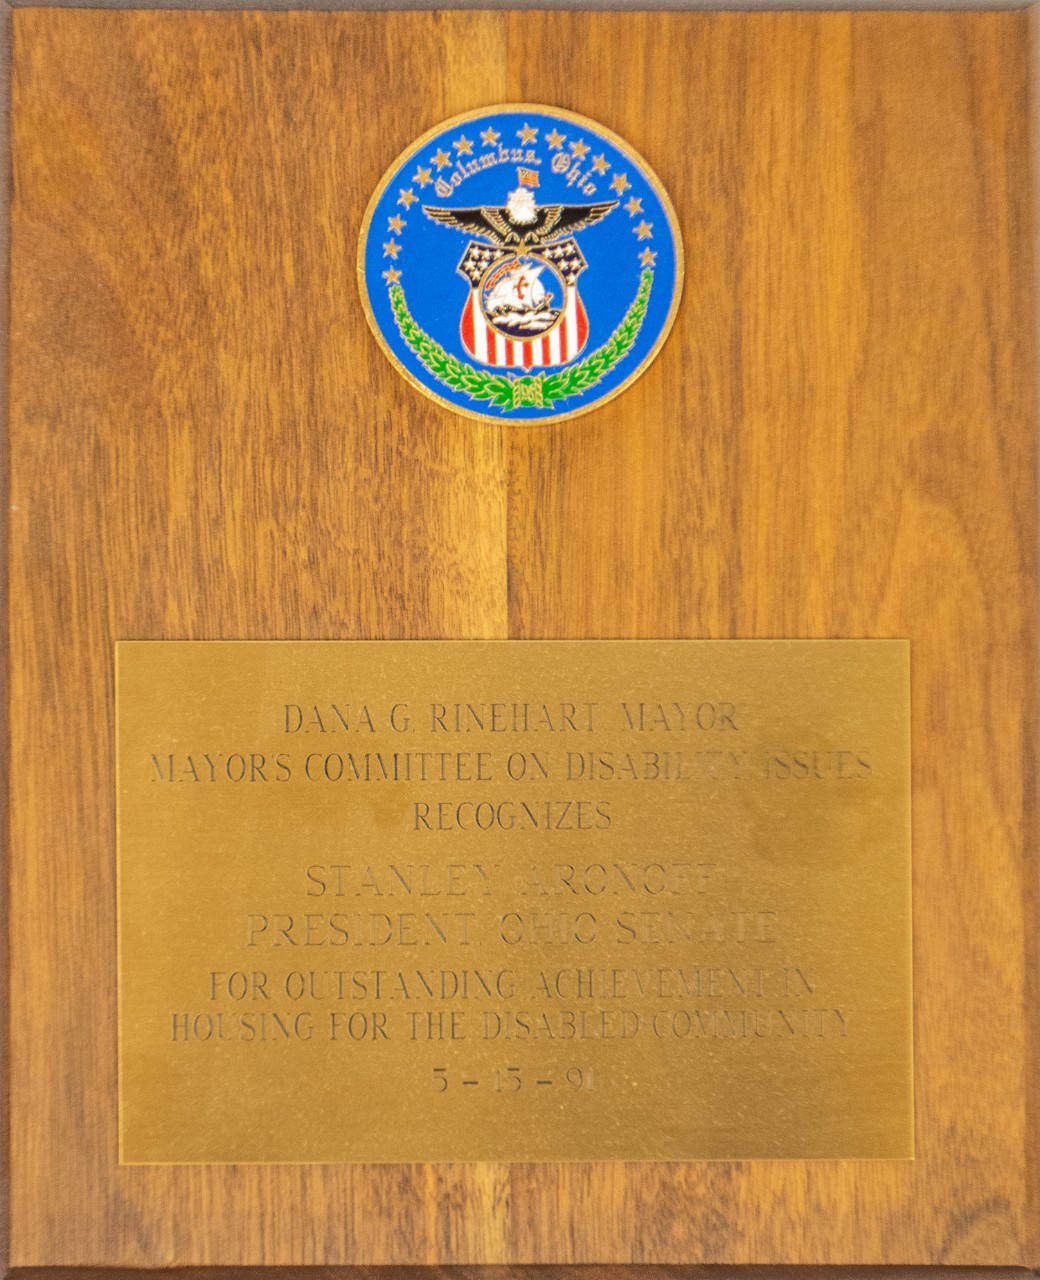 Columbus, Ohio
DANA G. RINEHART, MAYOR
MAYOR'S COMMITTEE ON DISABILITY ISSUES
RECOGNIZES
STANLEY ARONOFF
PRESIDENT, OHIO SENATE
FOR OUTSTANDING ACHIEVEMENT IN
HOUSING FOR THE DISABLED COMMUNITY
5-15-91